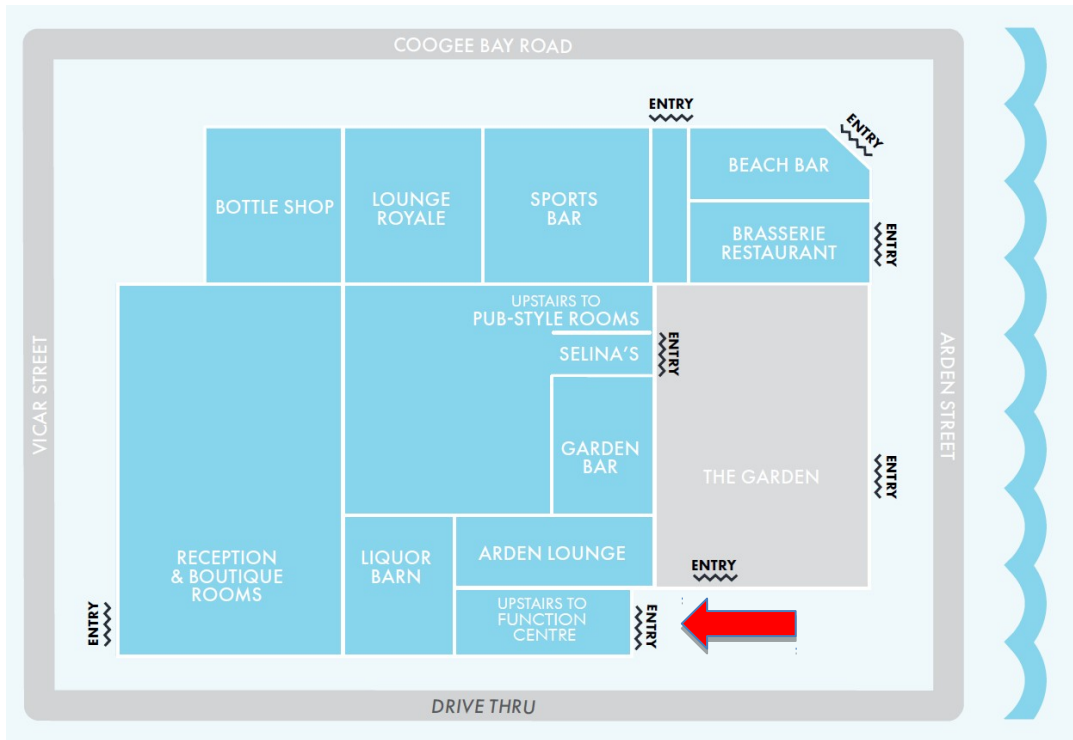 COOGEE BAY ROAD
ENTRY
ENTRY
BEACH BAR
BOTTLE SHOP
LOUNGE
ROYALE
SPORTS
BAR
BRASSERIE
RESTAURANT
ENTRY
UPSTAIRS TO
PUB-STYLE ROOMS
SELINA'S
ENTRY
VICAR STREET
ARDEN STREET
GARDEN
BAR
THE GARDEN
ENTRY
RECEPTION
& BOUTIQUE
ROOMS
LIQUOR
BARN
ARDEN LOUNGE
ENTRY
UPSTAIRS TO
FUNCTION
CENTRE
ENTRY
ENTRY
DRIVE THRU